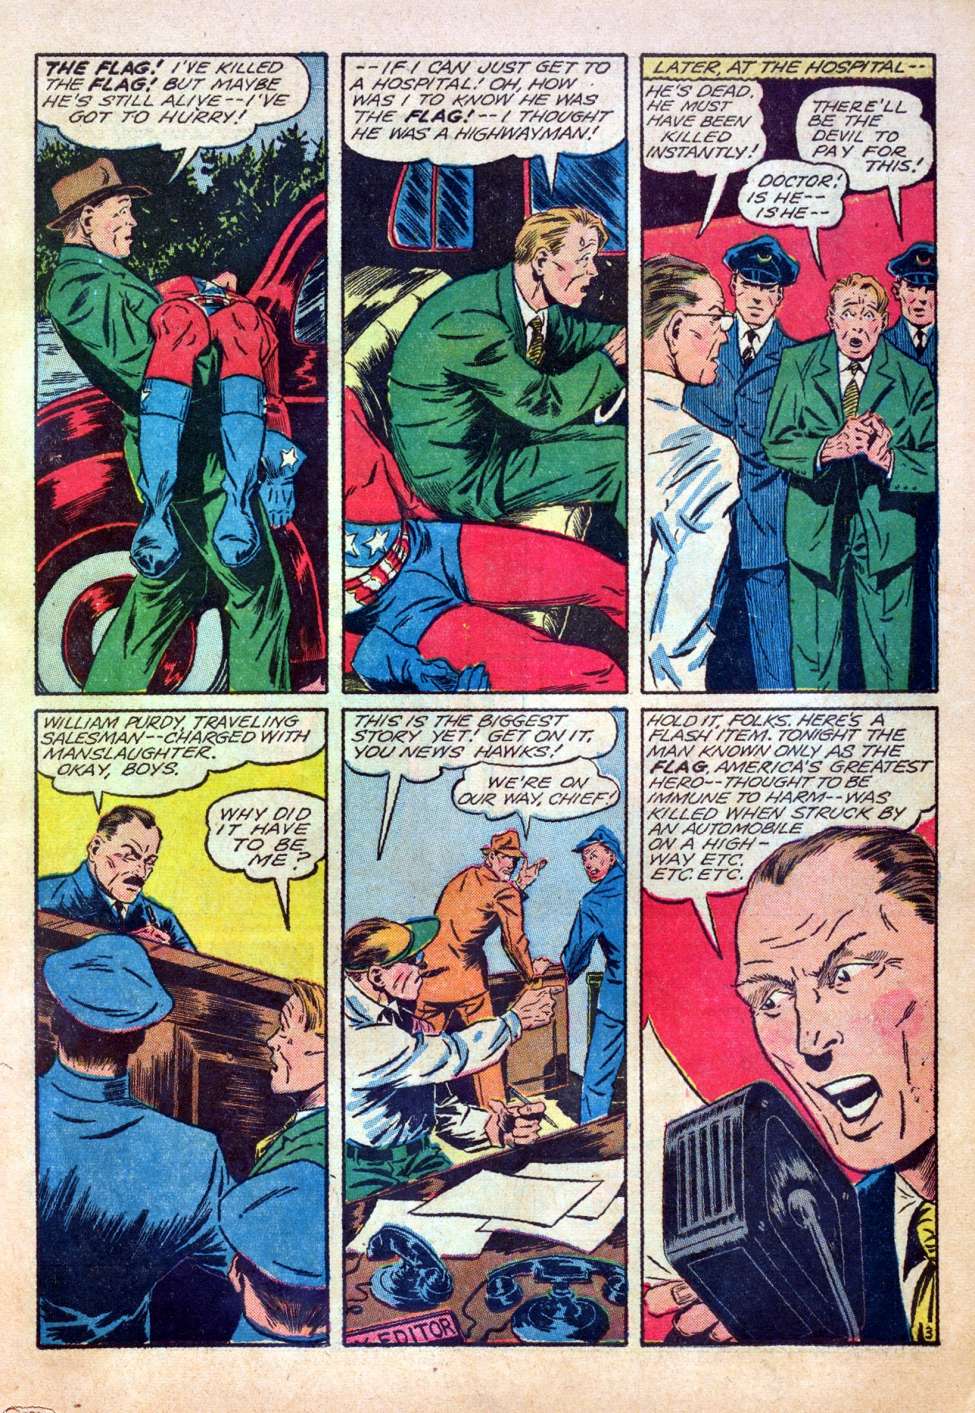 THE FLAG! I'VE KILLED
THE FLAG! BUT MAYBE
HE'S STILL ALIVE--I'VE
GOT TO HURRY!
--IF I CAN JUST GET TO
A HOSPITAL! OH, HOW
WAS I TO KNOW HE WAS
THE FLAG!--I THOUGHT
HE WAS A HIGHWAYMAN!
LATER, AT THE HOSPITAL--
HE'S DEAD.
HE MUST
HAVE BEEN
KILLED
INSTANTLY!
DOCTOR!
IS HE--
IS HE--
THERE'LL
BE THE
DEVIL TO
PAY FOR
THIS!
WILLIAM PURDY, TRAVELING
SALESMAN--CHARGED WITH
MANSLAUGHTER.
OKAY, BOYS.
WHY DID
IT HAVE
TO BE
ME?
THIS IS THE BIGGEST
STORY YET! GET ON IT,
YOU NEWS HAWKS!
WE'RE ON
OUR WAY, CHIEF!
EDITOR
HOLD IT, FOLKS. HERE'S A
FLASH ITEM. TONIGHT THE
MAN KNOWN ONLY AS THE
FLAG, AMERICA'S GREATEST
HERO--THOUGHT TO BE
IMMUNE TO HARM--WAS
KILLED WHEN STRUCK BY
AN AUTOMOBILE
ON A HIGH-
WAY ETC.
ETC. ETC.
3